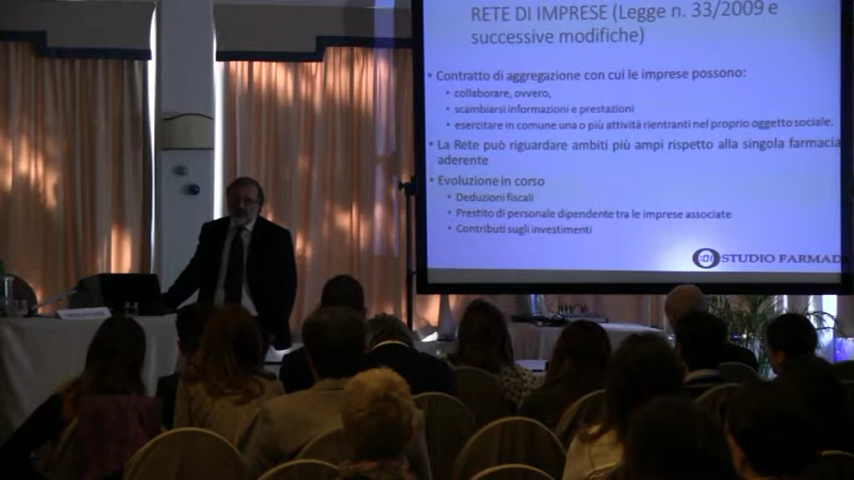 RETE DI IMPRESE (Legge n. 33/2009 e
successive modifiche)
• Contratto di aggregazione con cui le imprese possono:
• collaborare, ovvero,
• scambiarsi informazioni e prestazioni
• esercitare in comune una o più attività rientranti nel proprio oggetto sociale.
• La Rete può riguardare ambiti più ampi rispetto alla singola farmacia
aderente
• Evoluzione in corso
• Deduzioni fiscali
• Prestito di personale dipendente tra le imprese associate
• Contributi sugli investimenti
STUDIO FARMAD